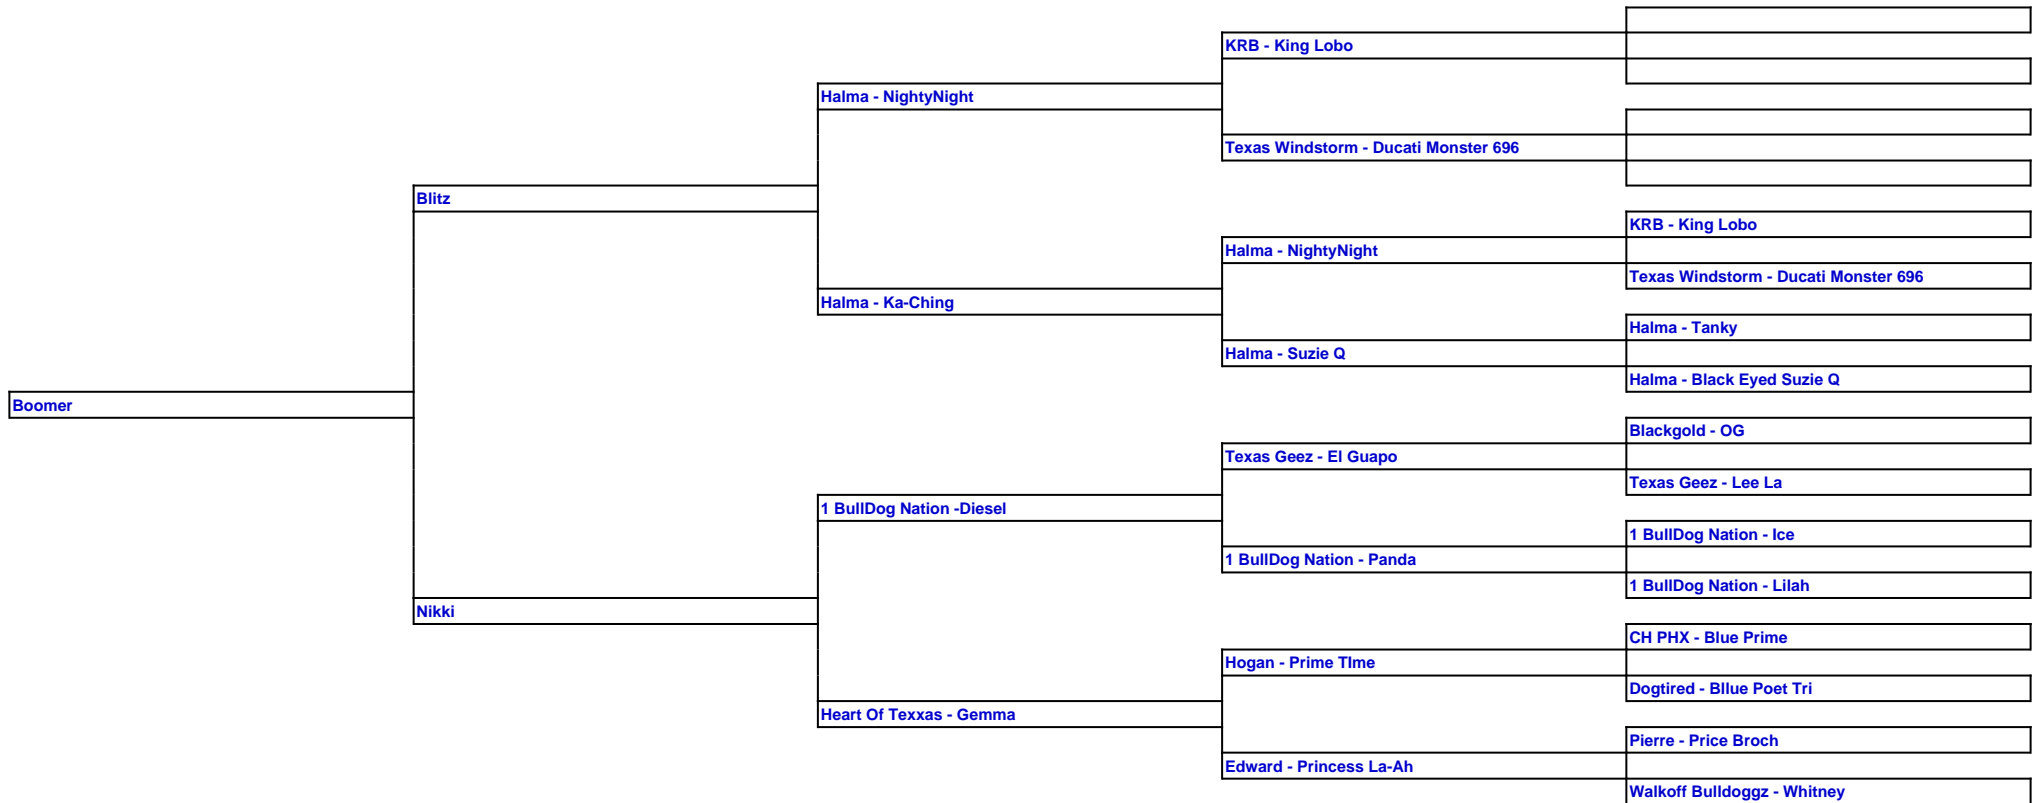 KRB - King Lobo
Halma - NightyNight
Texas Windstorm - Ducati Monster 696
Blitz
KRB - King Lobo
Halma - NightyNight
Texas Windstorm - Ducati Monster 696
Halma - Ka-Ching
Halma - Tanky
Halma - Suzie Q
Halma - Black Eyed Suzie Q
Boomer
Blackgold - OG
Texas Geez - El Guapo
Texas Geez - Lee La
1 BullDog Nation -Diesel
1 BullDog Nation - Ice
1 BullDog Nation - Panda
1 BullDog Nation - Lilah
Nikki
CH PHX - Blue Prime
Hogan - Prime TIme
Dogtired - Bllue Poet Tri
Heart Of Texxas - Gemma
Pierre - Price Broch
Edward - Princess La-Ah
Walkoff Bulldoggz - Whitney